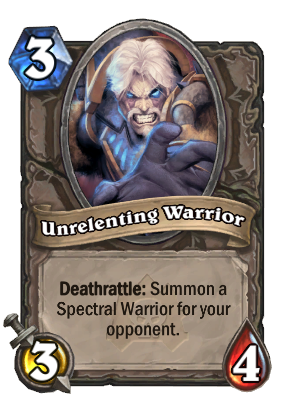 3
Unrelenting Warrior
Deathrattle: Summon a
Spectral Warrior for your
opponent.
3
4